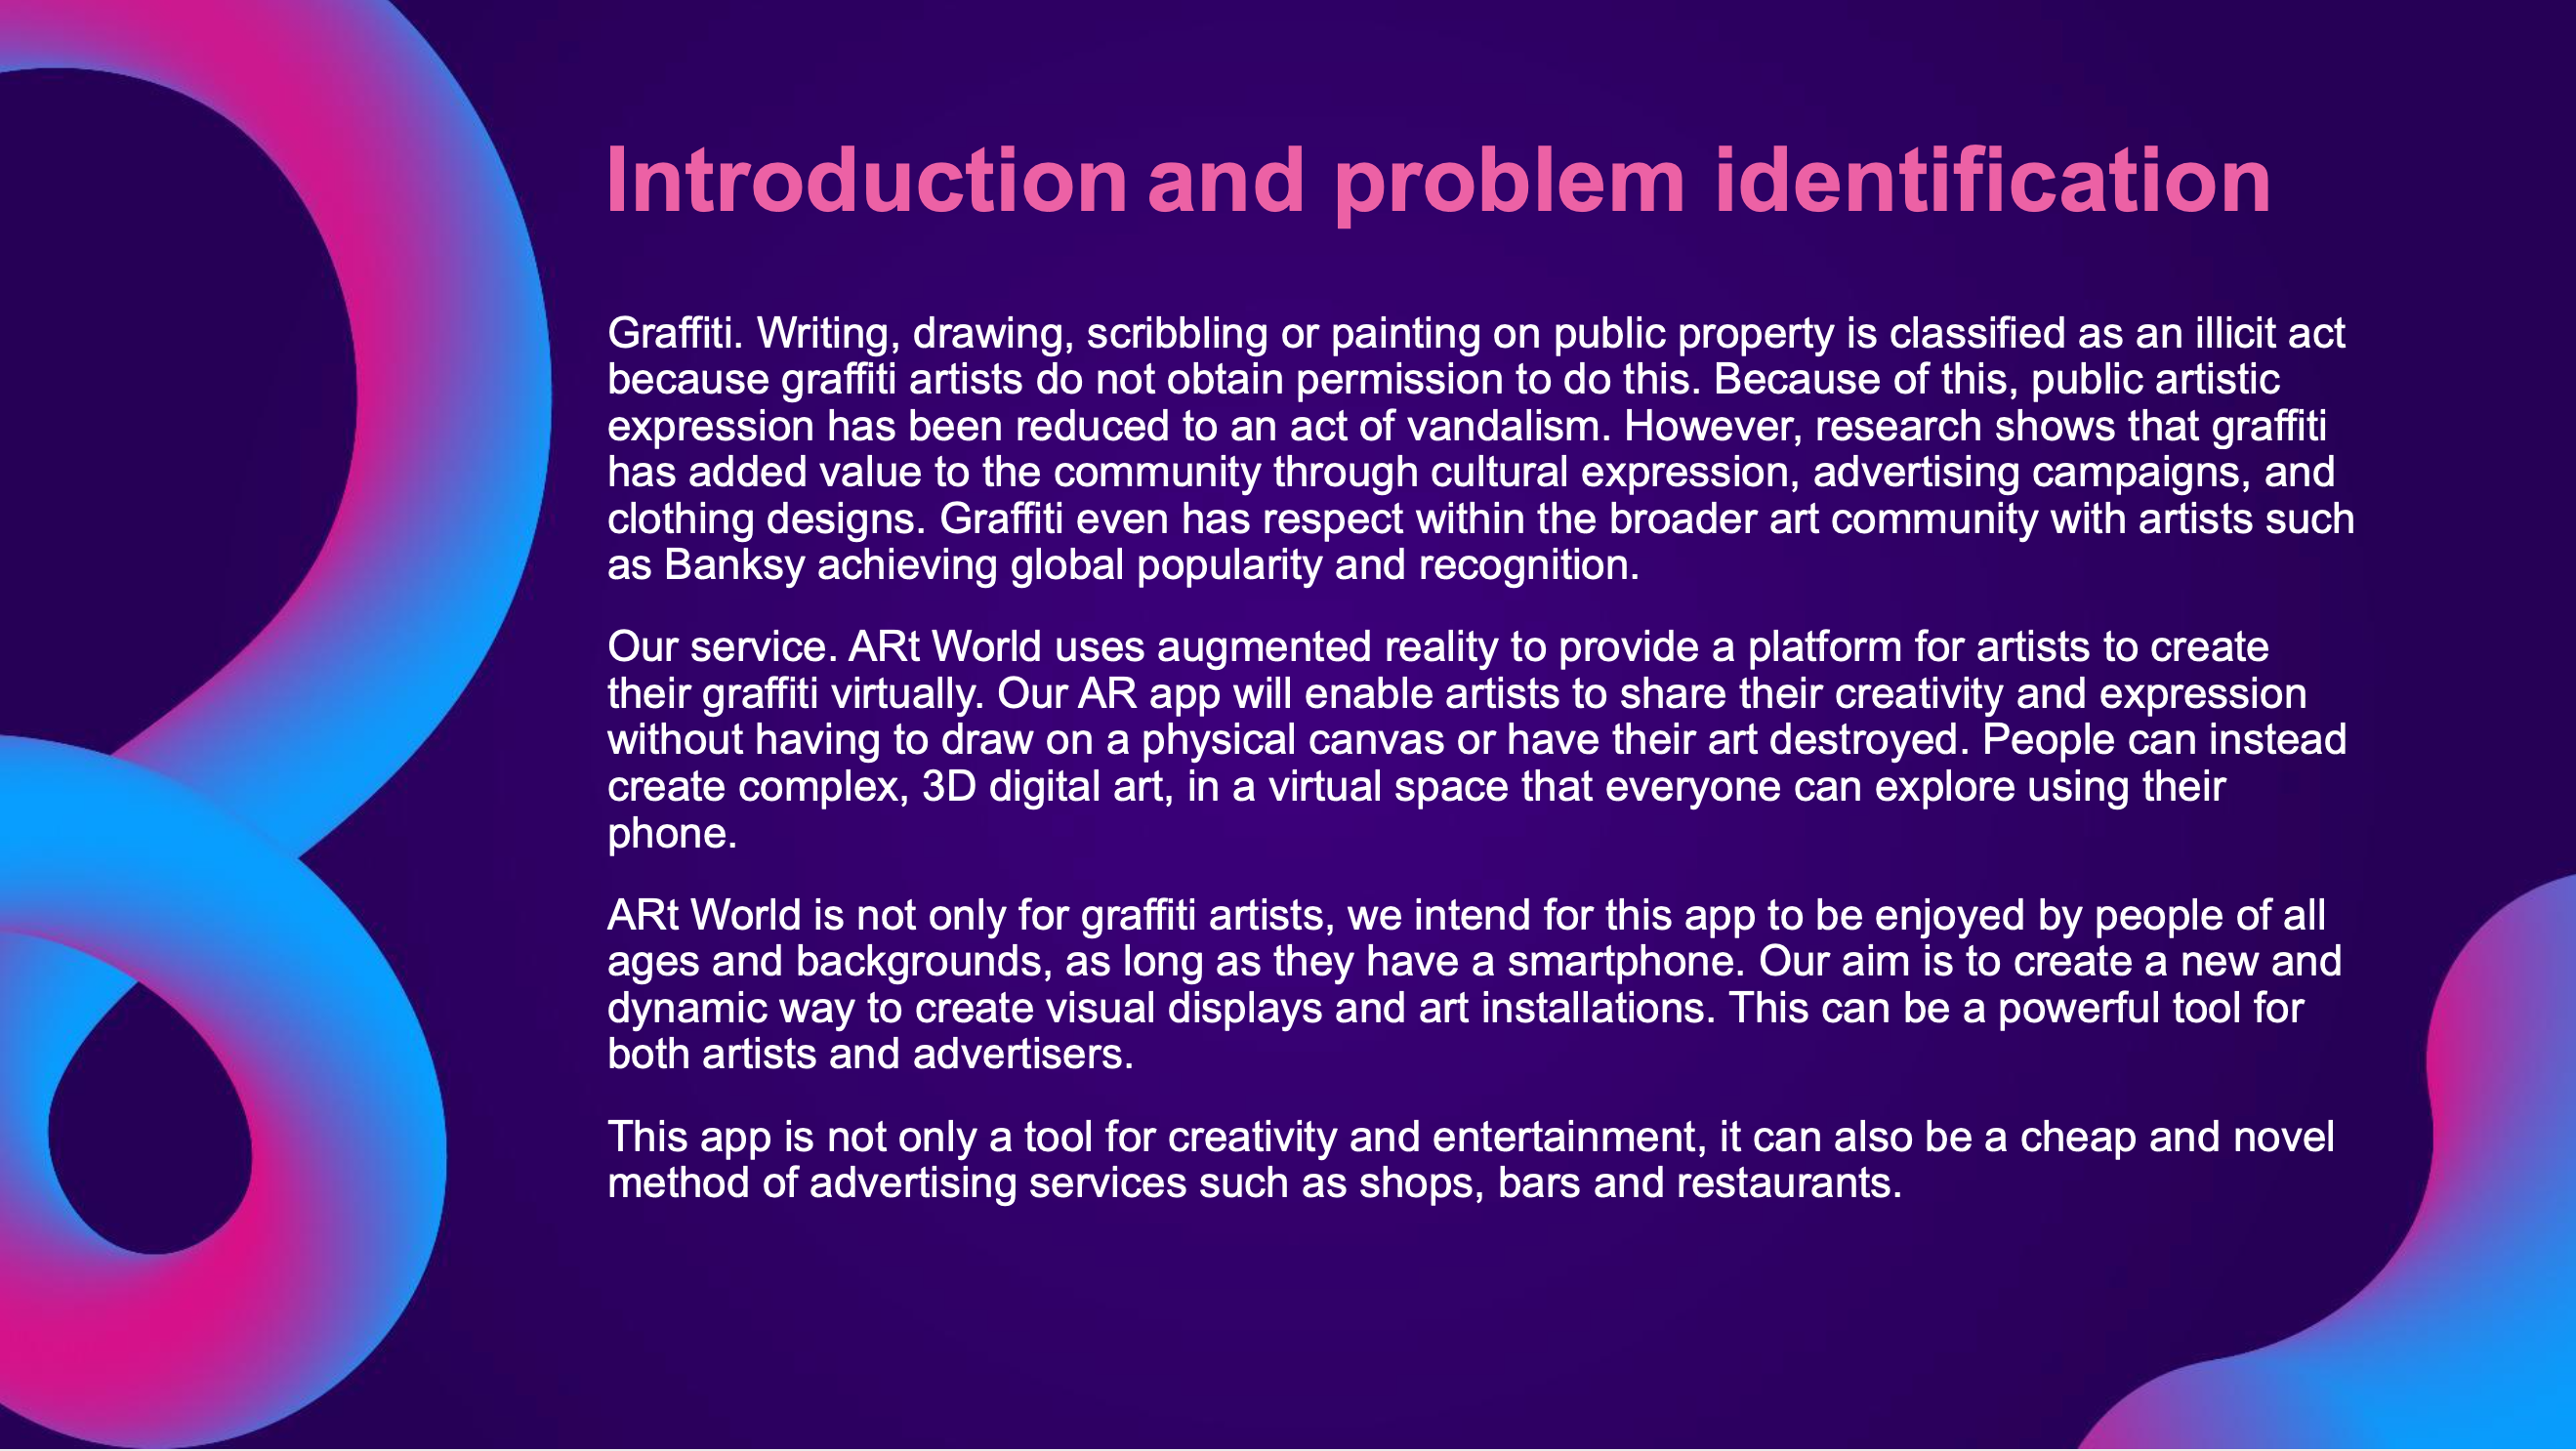 Introduction and problem identification
Graffiti. Writing, drawing, scribbling or painting on public property is classified as an illicit act
because graffiti artists do not obtain permission to do this. Because of this, public artistic
expression has been reduced to an act of vandalism. However, research shows that graffiti
has added value to the community through cultural expression, advertising campaigns, and
clothing designs. Graffiti even has respect within the broader art community with artists such
as Banksy achieving global popularity and recognition.
Our service. ARt World uses augmented reality to provide a platform for artists to create
their graffiti virtually. Our AR app will enable artists to share their creativity and expression
without having to draw on a physical canvas or have their art destroyed. People can instead
create complex, 3D digital art, in a virtual space that everyone can explore using their
phone.
ARt World is not only for graffiti artists, we intend for this app to be enjoyed by people of all
ages and backgrounds, as long as they have a smartphone. Our aim is to create a new and
dynamic way to create visual displays and art installations. This can be a powerful tool for
both artists and advertisers.
This app is not only a tool for creativity and entertainment, it can also be a cheap and novel
method of advertising services such as shops, bars and restaurants.